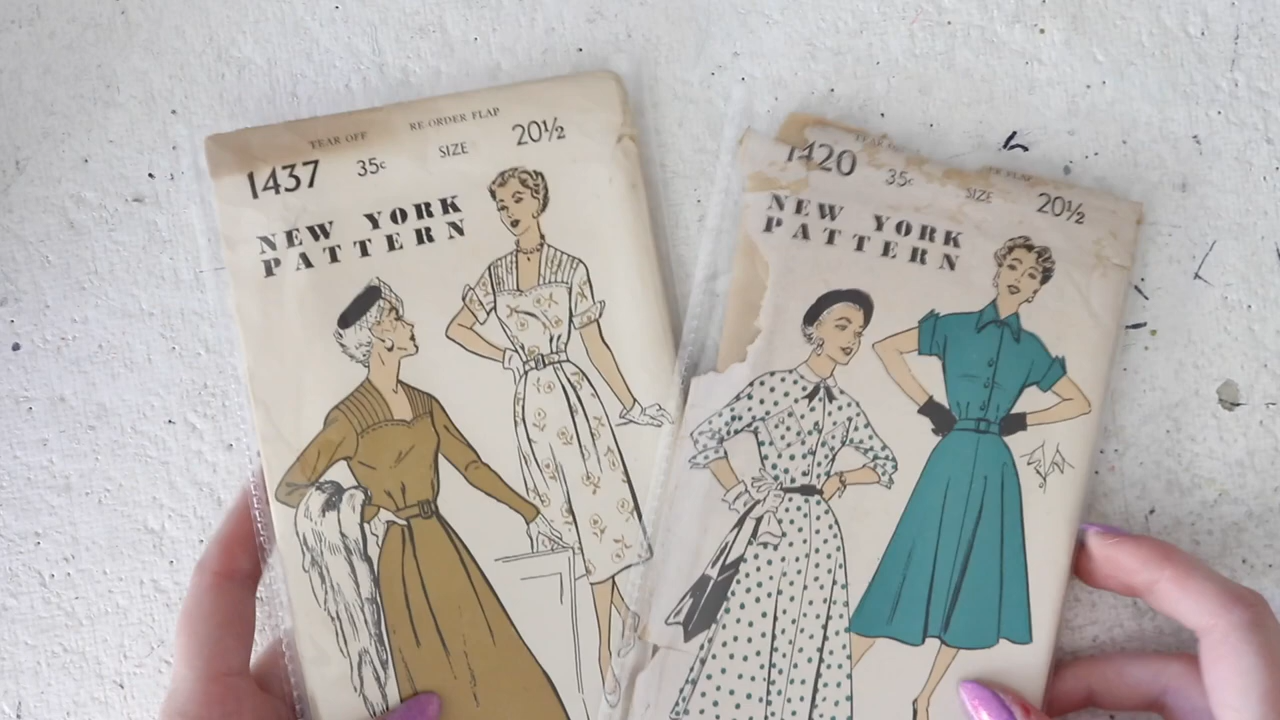 TEAR OFF RE-ORDER FLAP
1437 35c SIZE 20½
NEW YORK
PATTERN
1420 35c SIZE 20½
NEW YORK
PATTERN